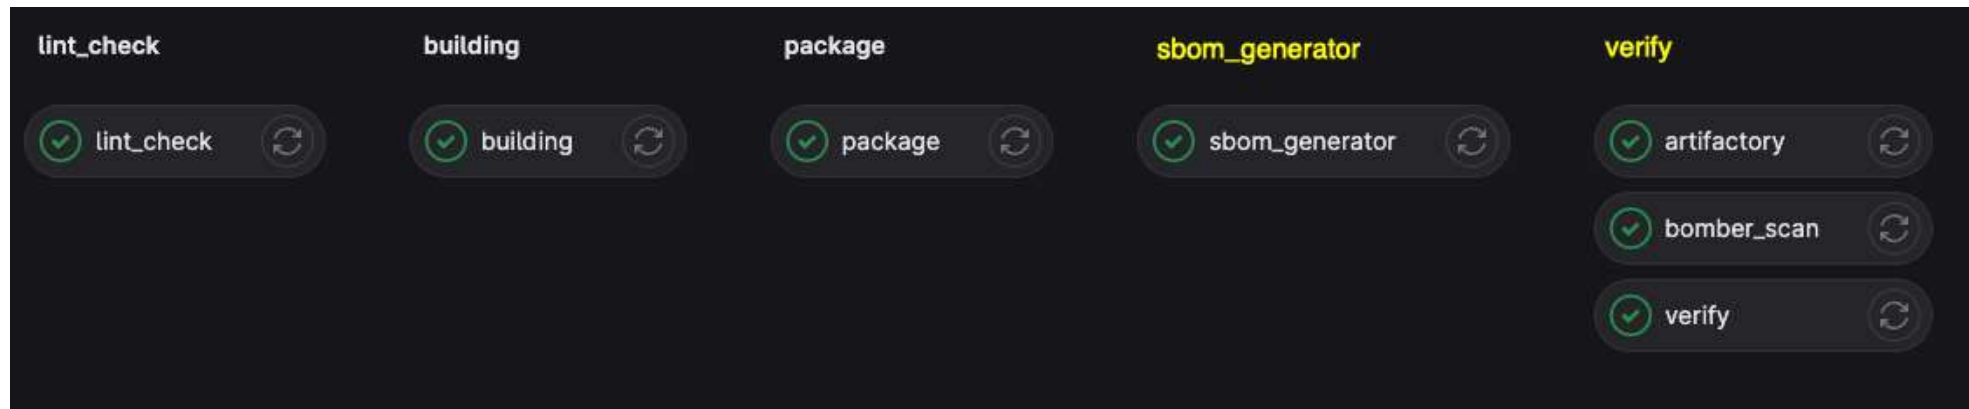 lint_check building package sbom_generator verify
lint_check building package sbom_generator artifactory
bomber_scan
verify